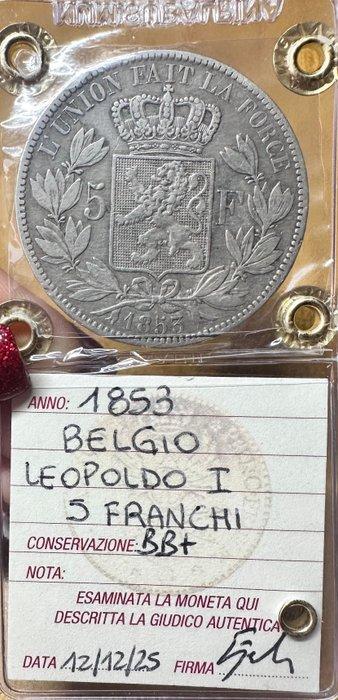 L'UNION FAIT LA FORCE
5 F
1853
ANNO: 1853
BELGIO
LEOPOLDO I
5 FRANCHI
CONSERVAZIONE: BB+
NOTA:
ESAMINATA LA MONETA QUI
DESCRITTA LA GIUDICO AUTENTICA
DATA 12/12/25 FIRMA